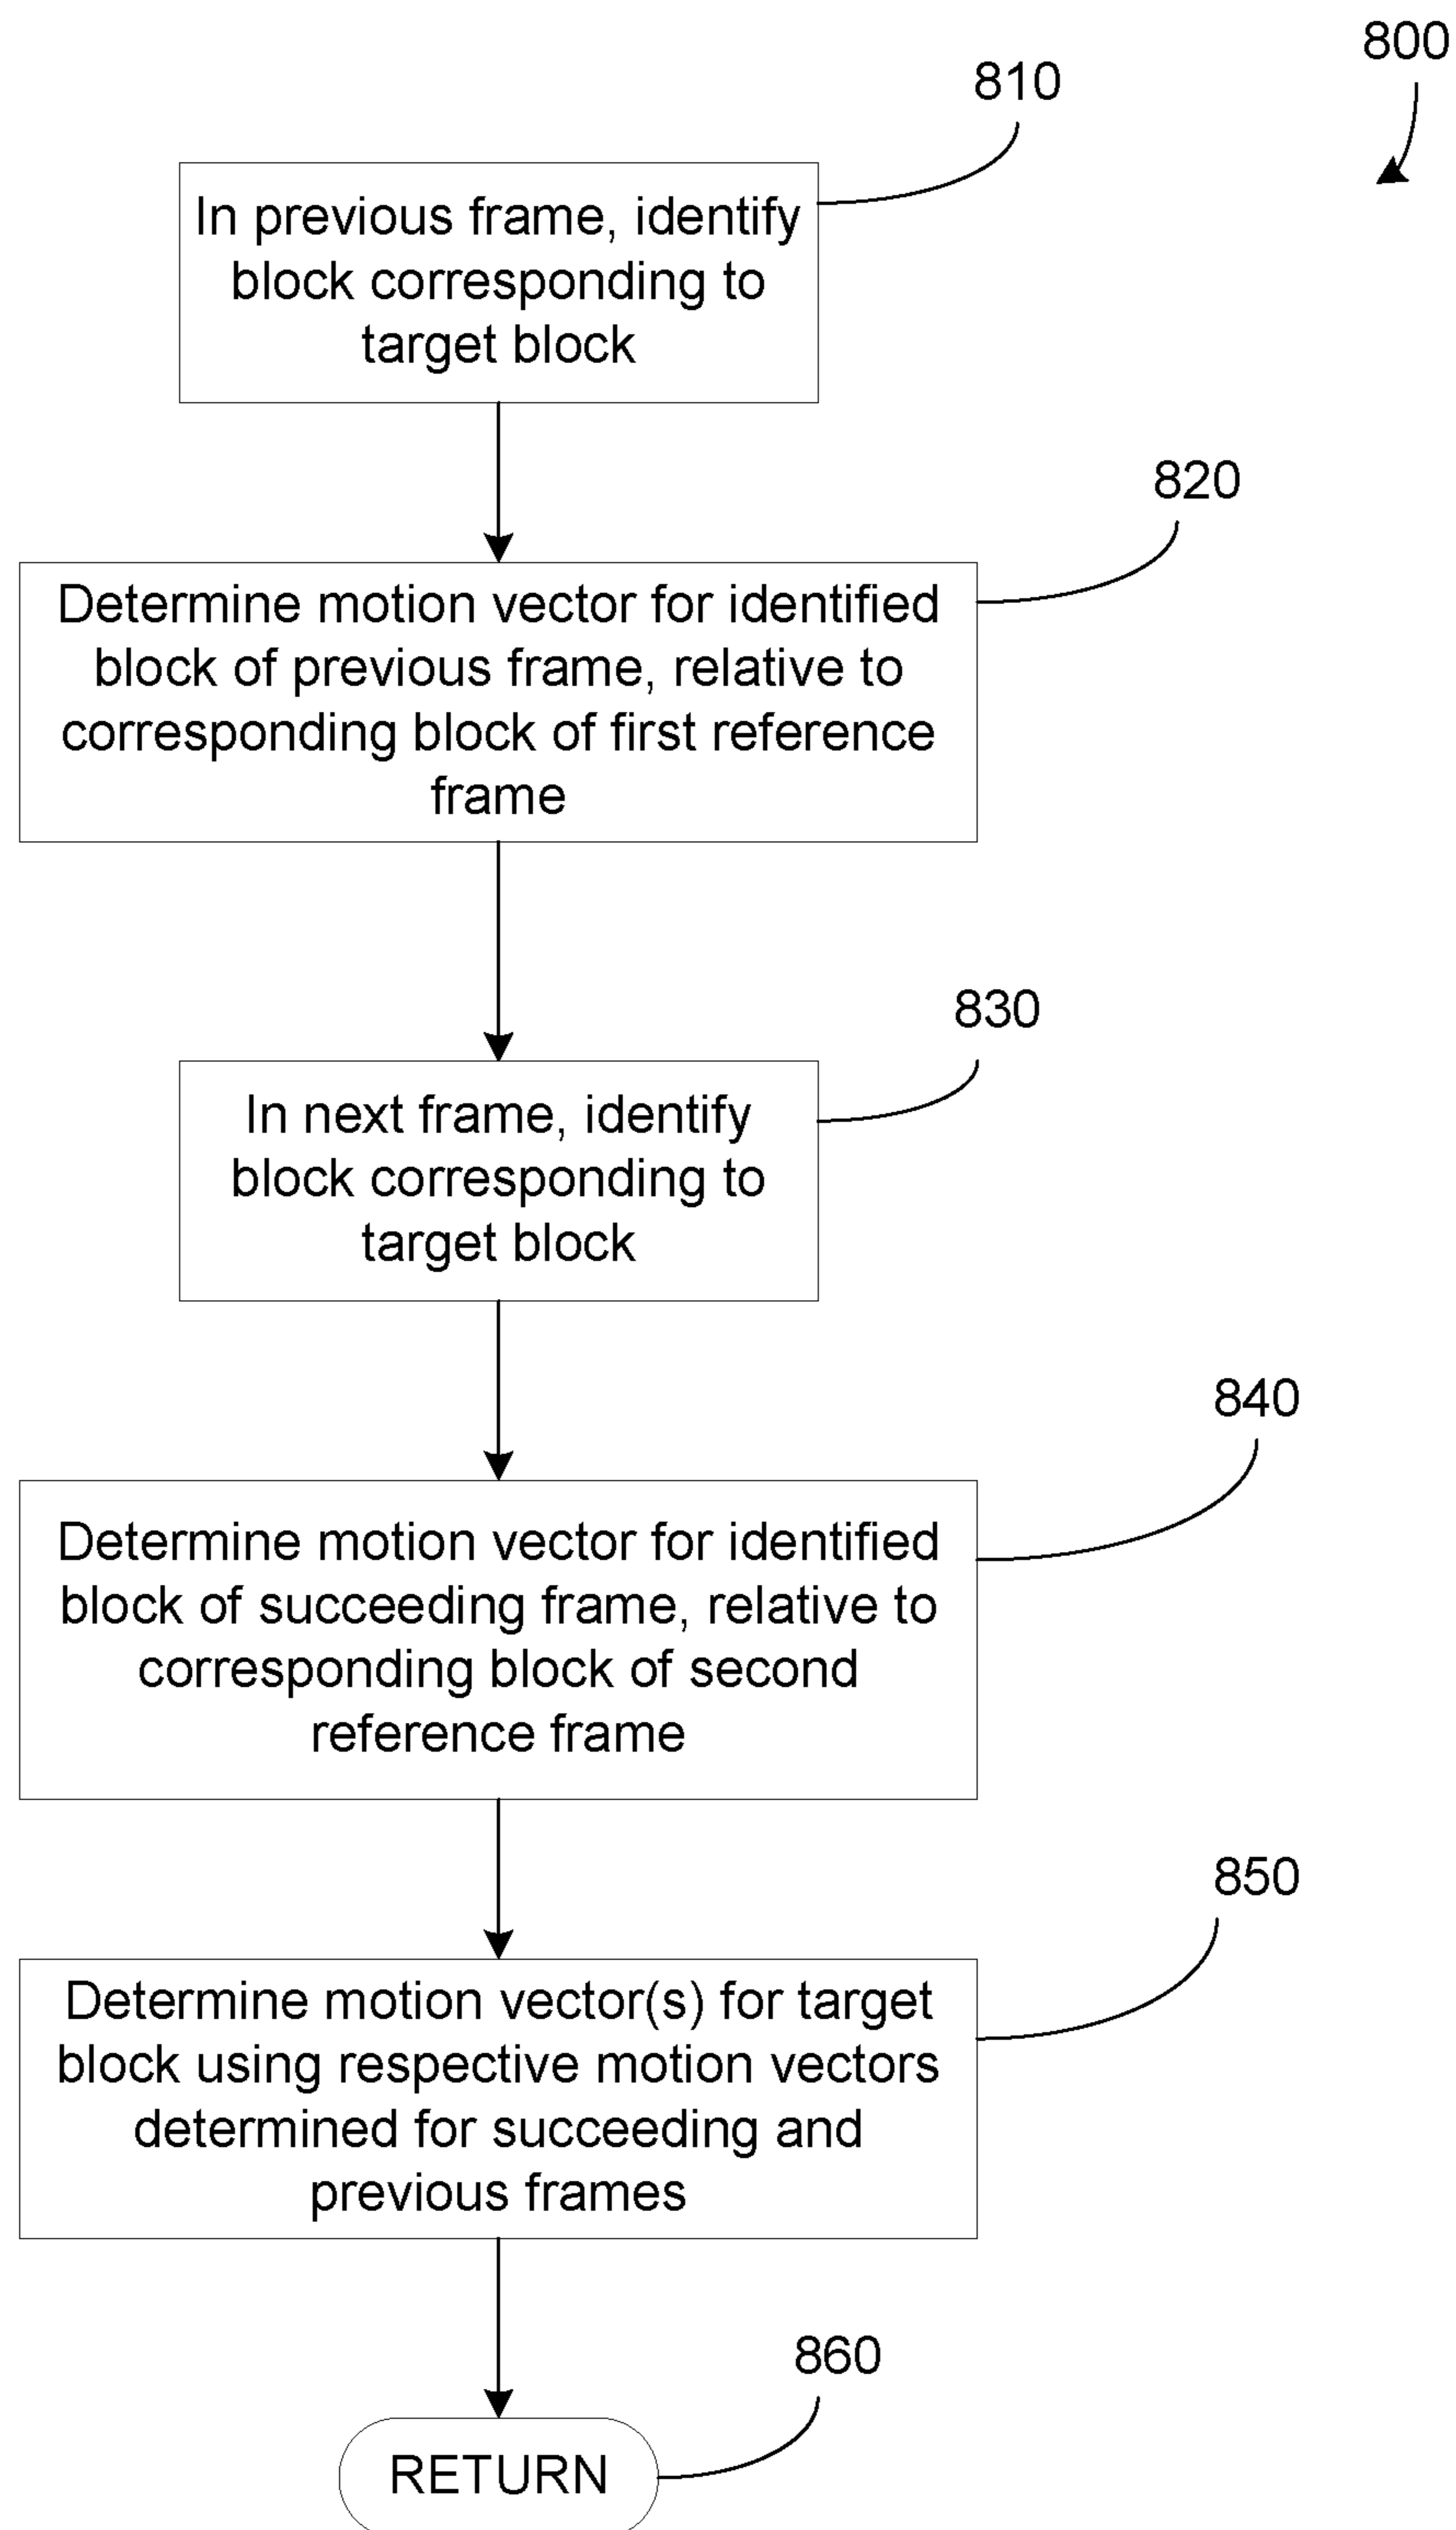 800
810
In previous frame, identify
block corresponding to
target block
820
Determine motion vector for identified
block of previous frame, relative to
corresponding block of first reference
frame
830
In next frame, identify
block corresponding to
target block
840
Determine motion vector for identified
block of succeeding frame, relative to
corresponding block of second
reference frame
850
Determine motion vector(s) for target
block using respective motion vectors
determined for succeeding and
previous frames
860
RETURN